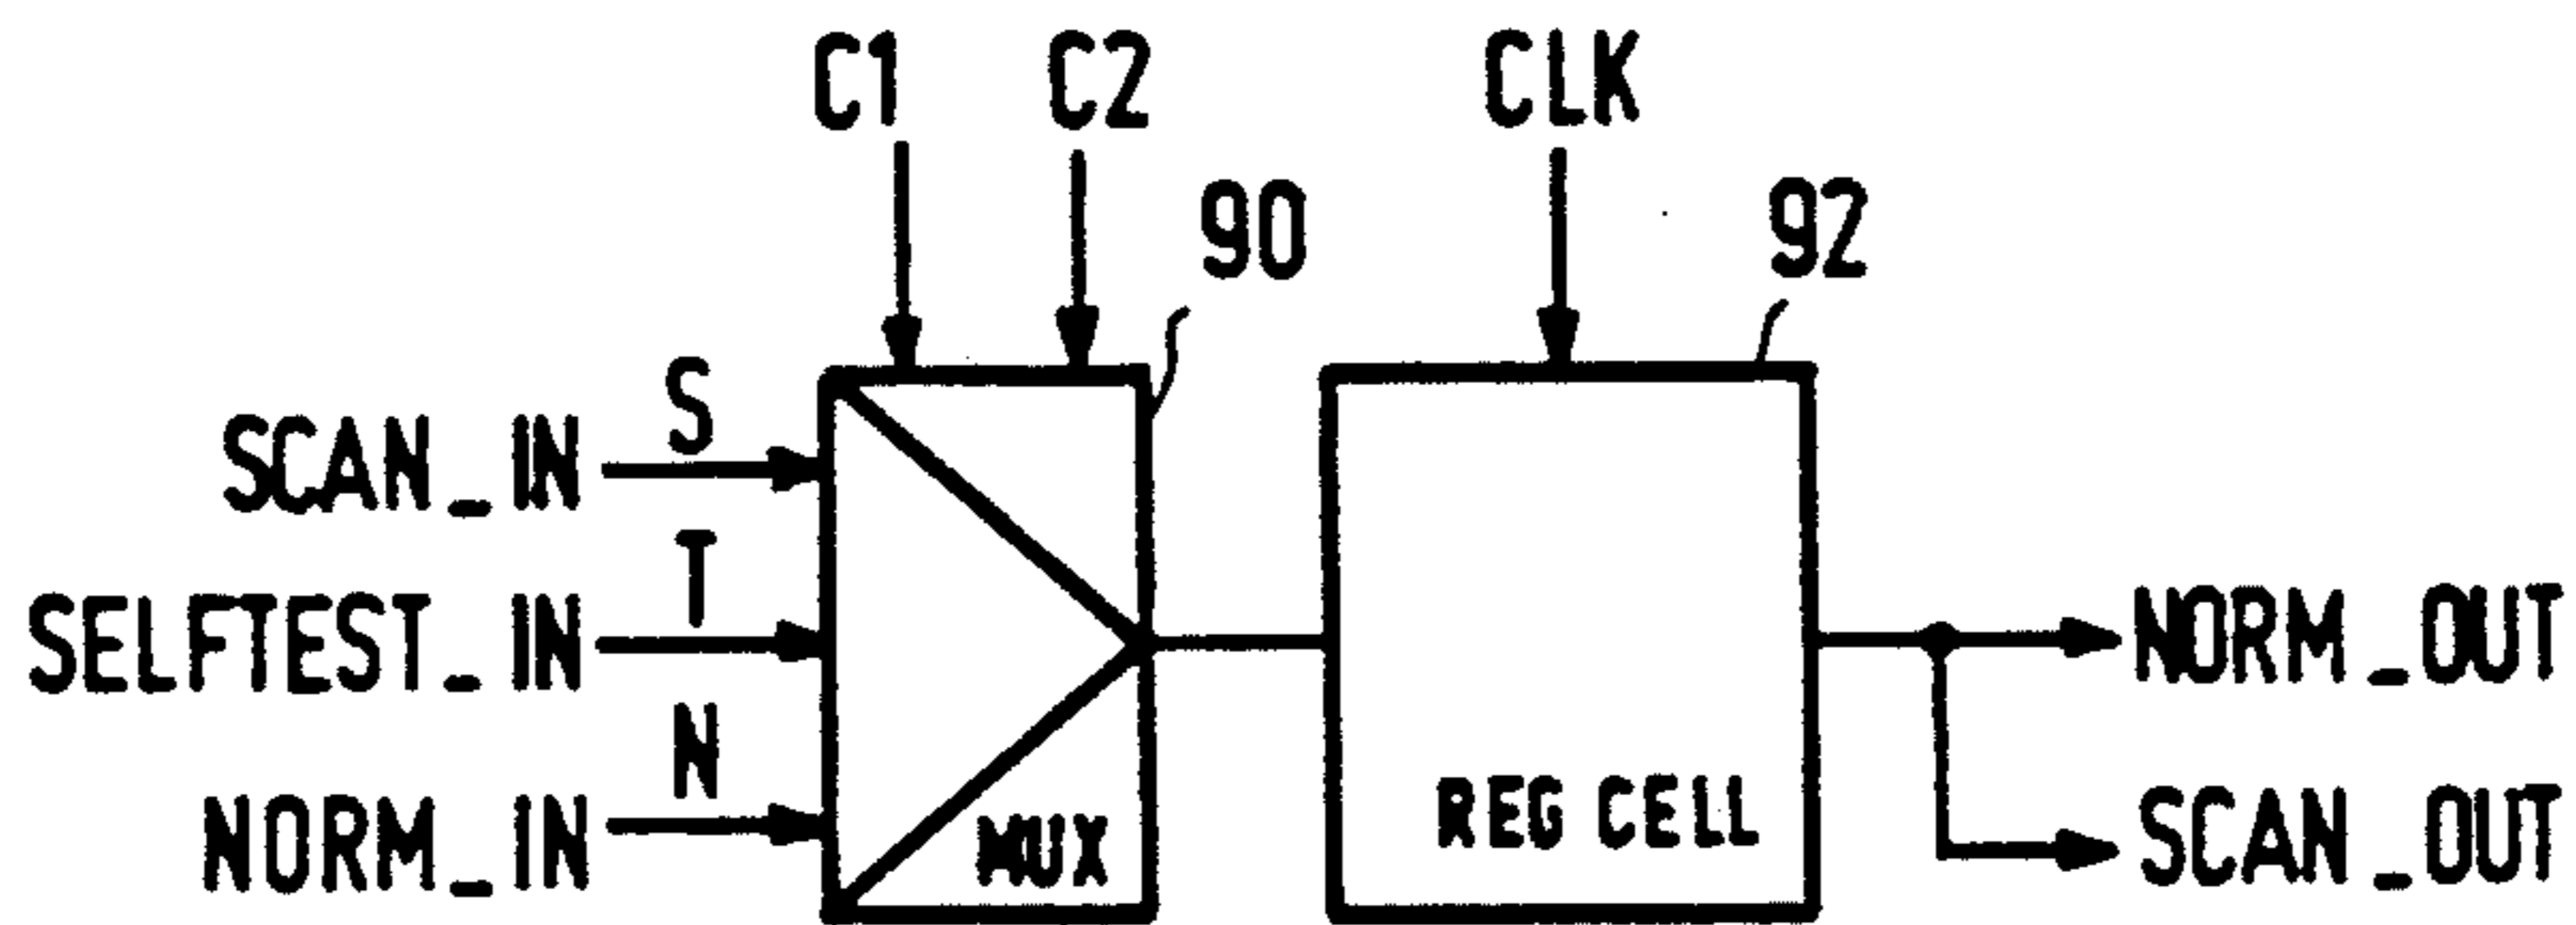 C1 C2 CLK
90 92
S
SCAN_IN
T
SELFTEST_IN
NORM_OUT
N
NORM_IN
MUX
REG CELL
SCAN_OUT